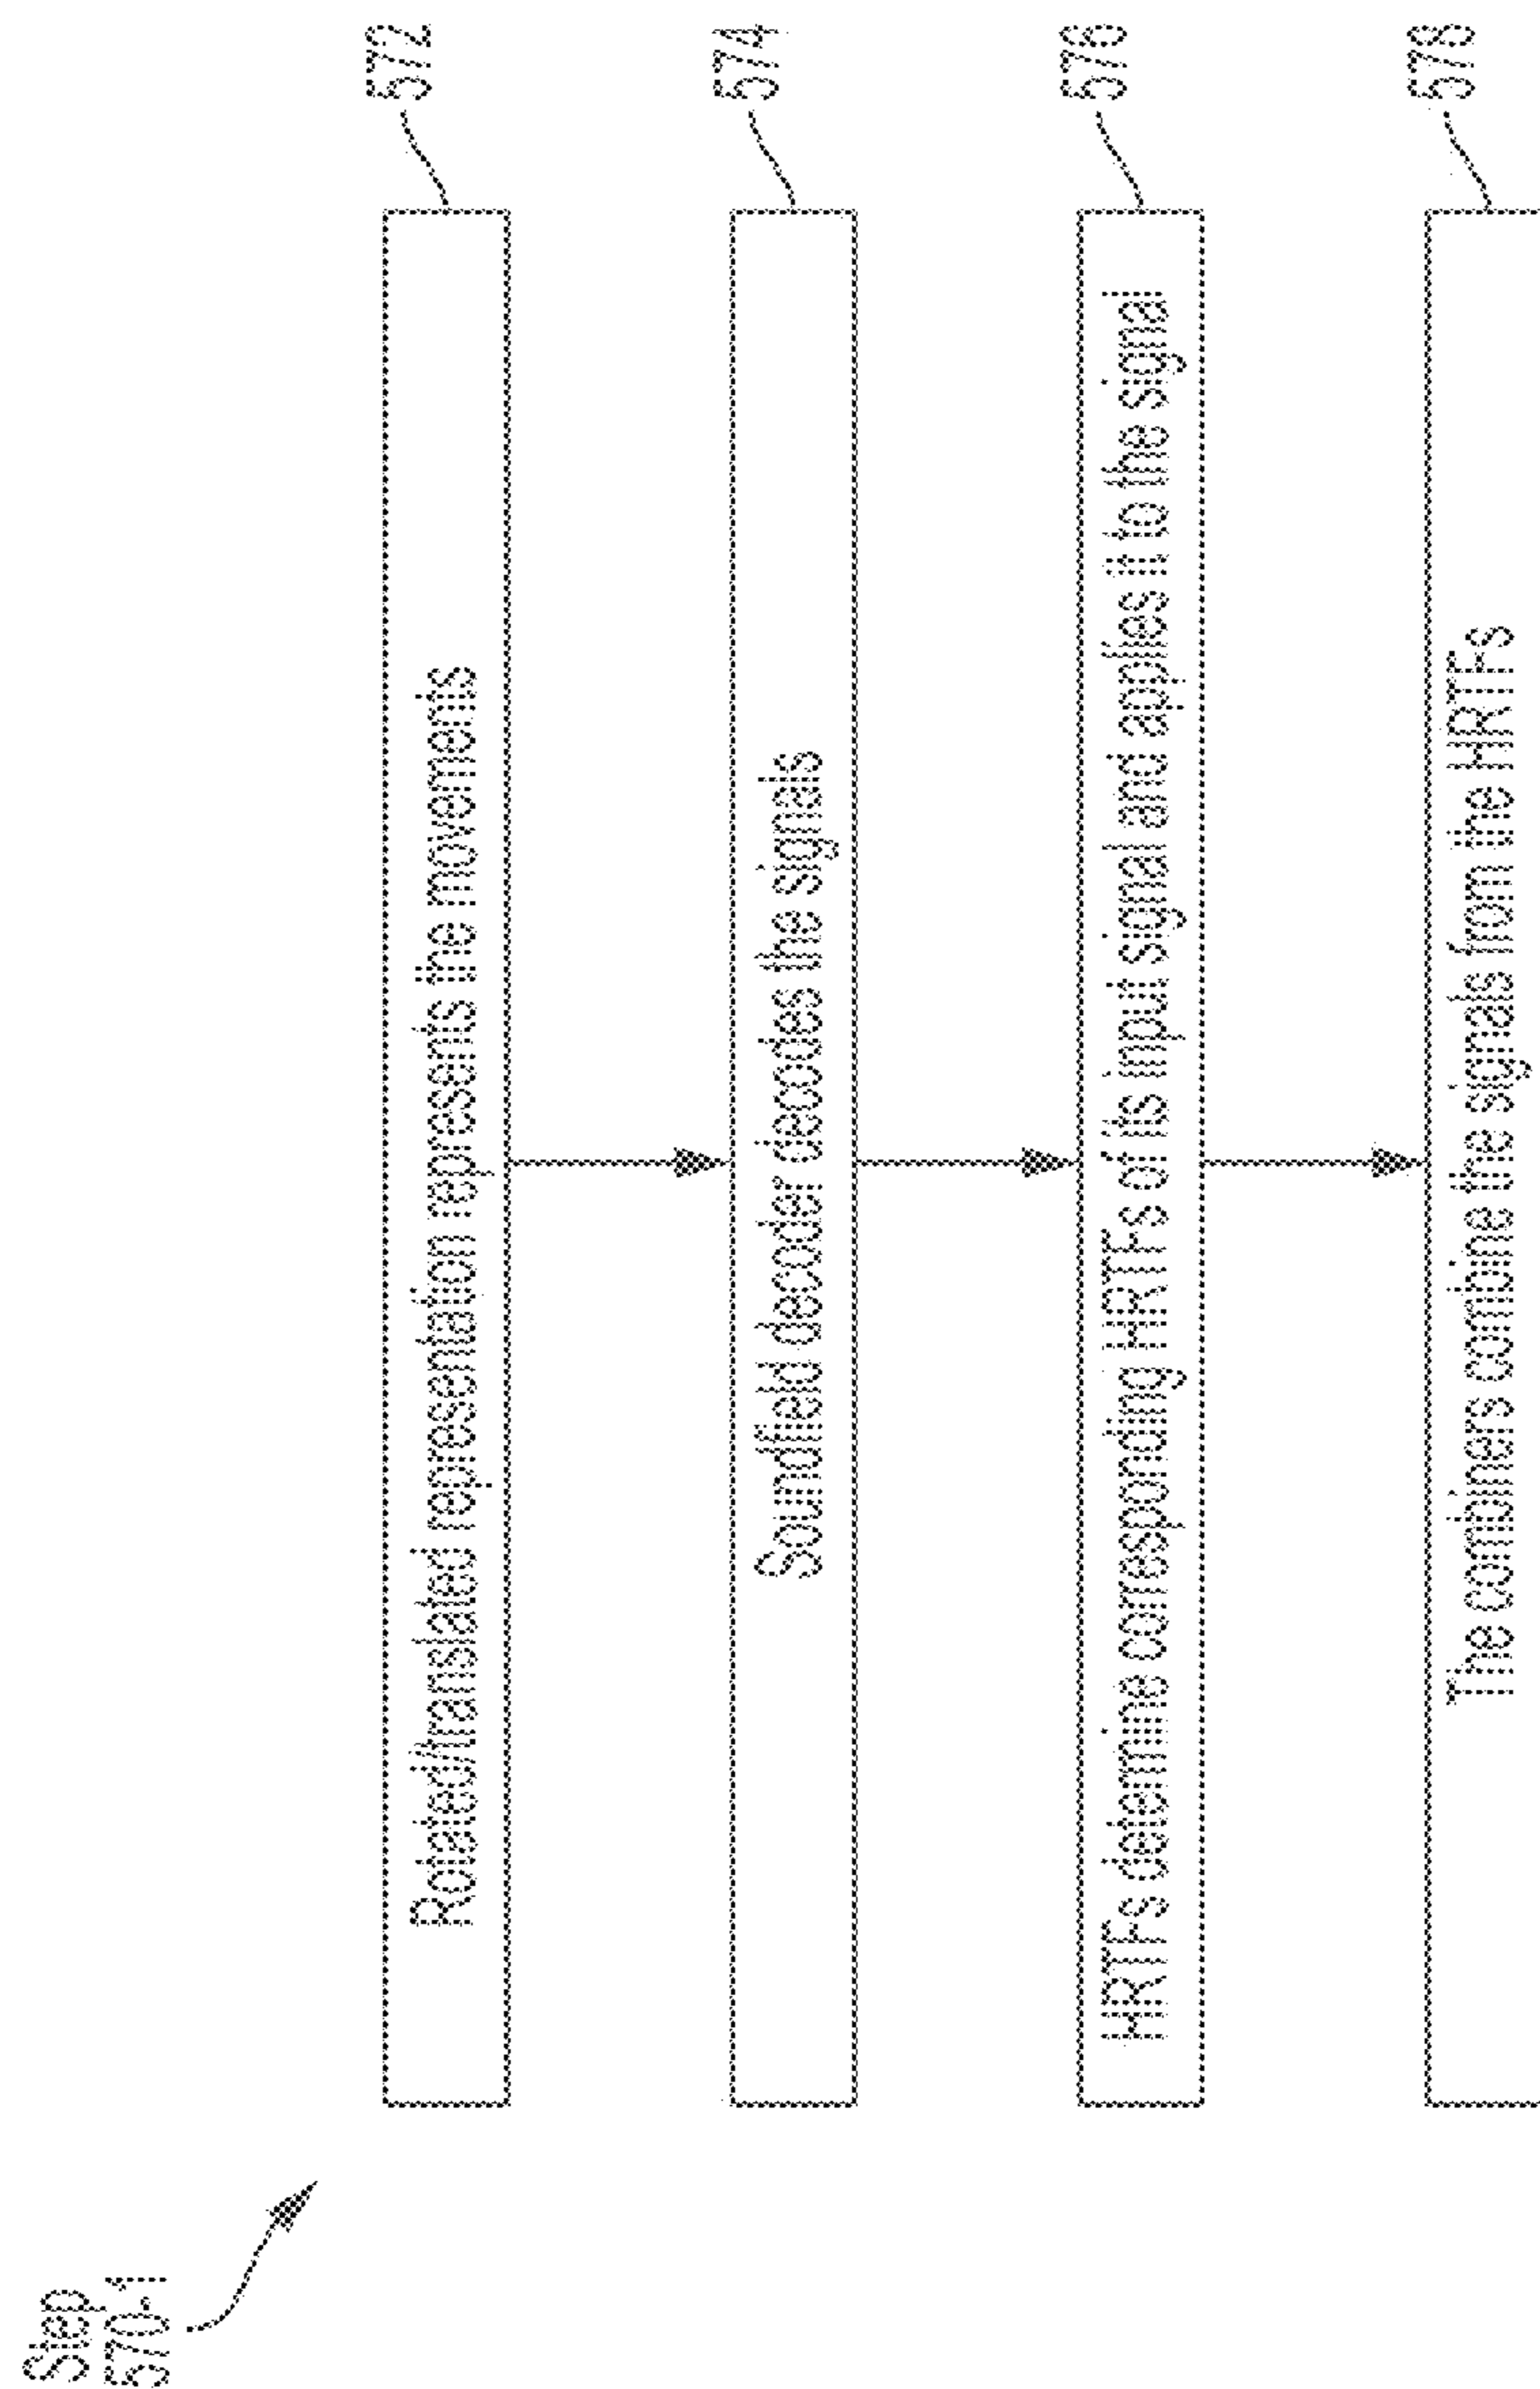 Step
570-1
Rotated/translated representation represents the movements
572
Soundfield decoder decodes the signals
574
HRTFs determine corresponding HRTFs of its input signal and applies it to the signal
576
The combiners combine the signals from the HRTFs
578